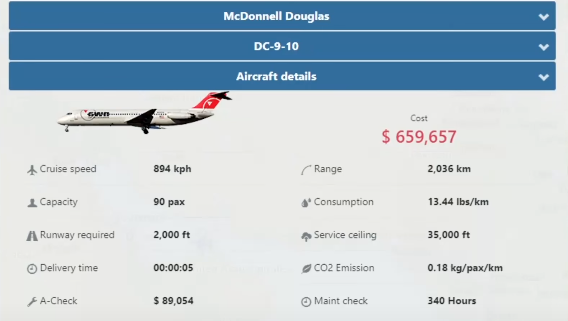 McDonnell Douglas
DC-9-10
Aircraft details
GWD
Cost
$ 659,657
Cruise speed 894 kph Range 2,036 km
Capacity 90 pax Consumption 13.44 lbs/km
Runway required 2,000 ft Service ceiling 35,000 ft
Delivery time 00:00:05 CO2 Emission 0.18 kg/pax/km
A-Check $ 89,054 Maint check 340 Hours